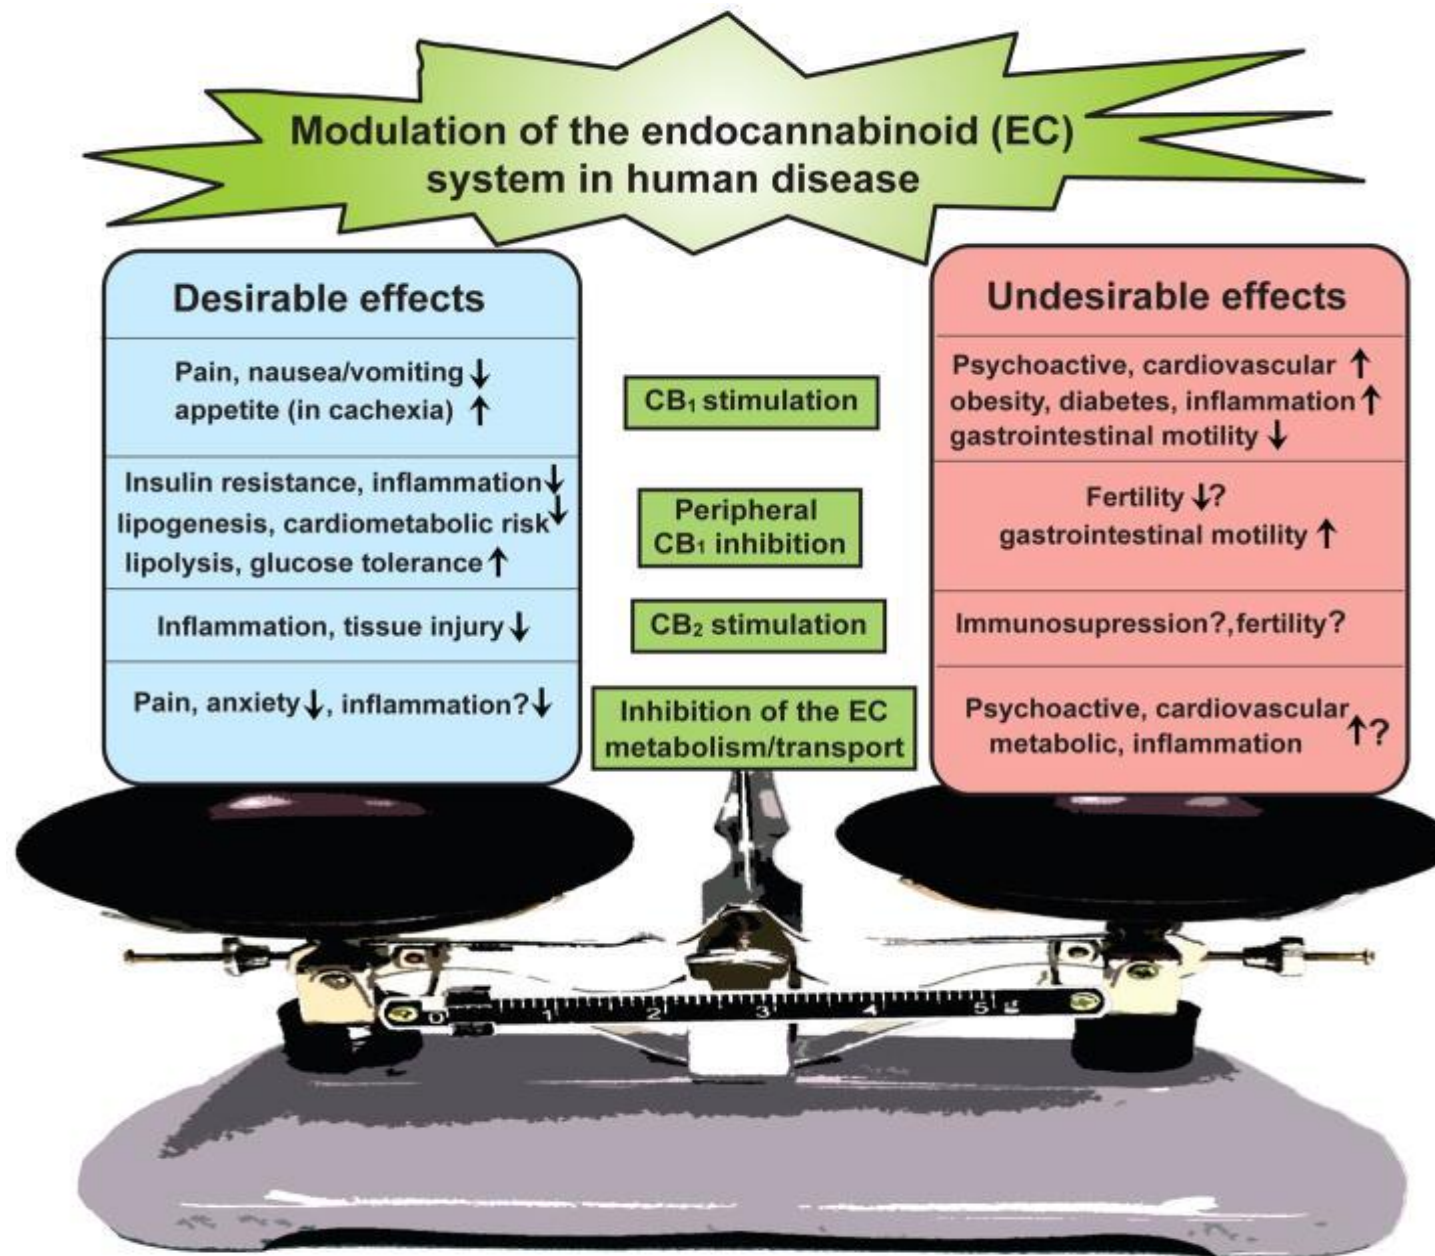 Modulation of the endocannabinoid (EC)
system in human disease
Desirable effects
Pain, nausea/vomiting ↓
appetite (in cachexia) ↑
Insulin resistance, inflammation ↓
lipogenesis, cardiometabolic risk ↓
lipolysis, glucose tolerance ↑
Inflammation, tissue injury ↓
Pain, anxiety ↓, inflammation? ↓
CB₁ stimulation
Peripheral
CB₁ inhibition
CB₂ stimulation
Inhibition of the EC
metabolism/transport
Undesirable effects
Psychoactive, cardiovascular ↑
obesity, diabetes, inflammation ↑
gastrointestinal motility ↓
Fertility ↓?
gastrointestinal motility ↑
Immunosupression?, fertility?
Psychoactive, cardiovascular
metabolic, inflammation ↑?
0 1 2 3 4 5 g